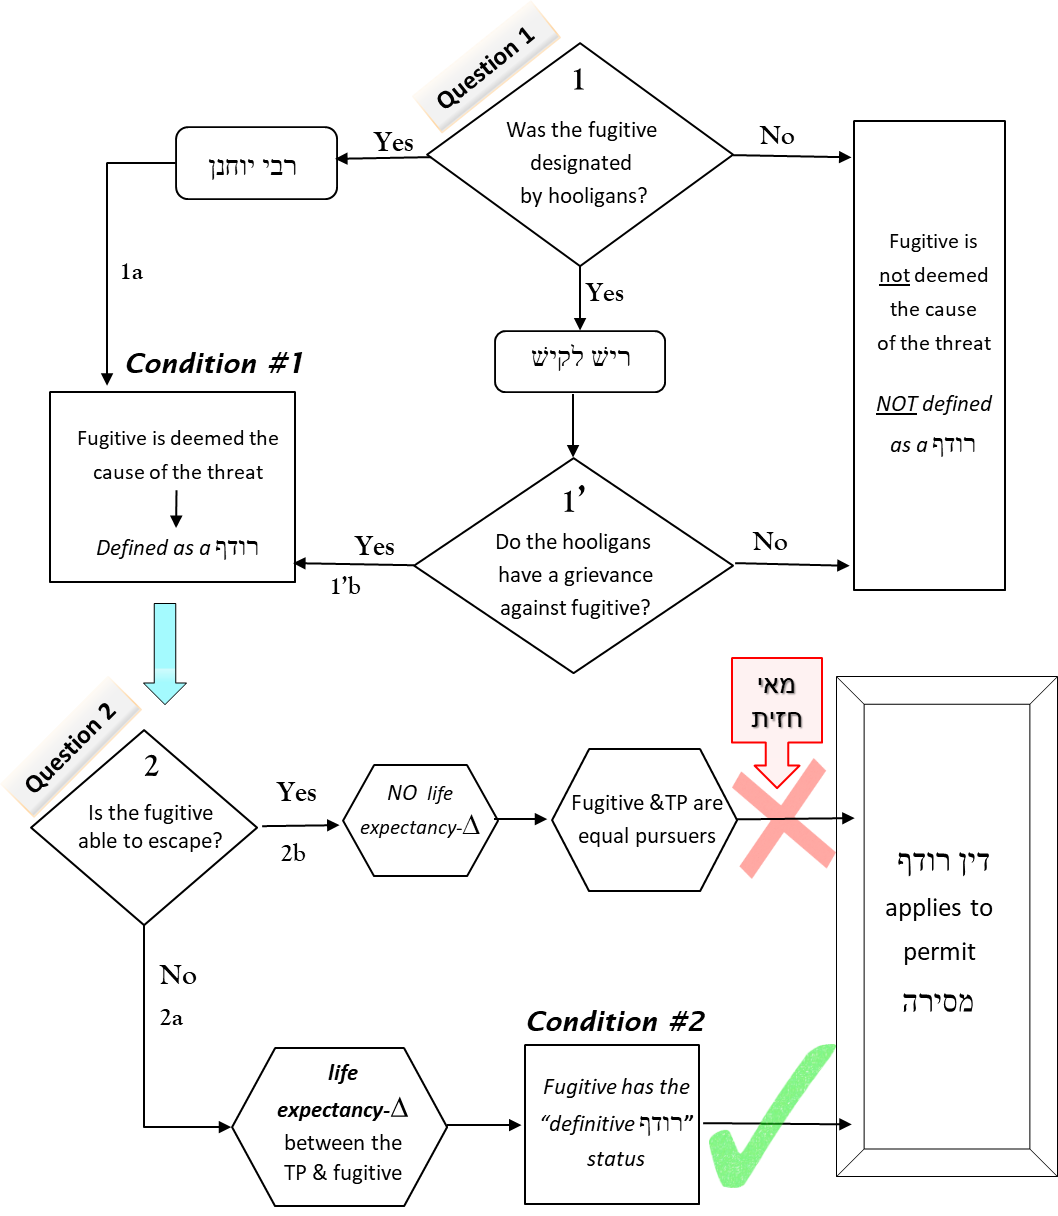 Question 1
1
Was the fugitive
designated
by hooligans?
Yes
No
רבי יוחנן
1a
Yes
ריש לקיש
Fugitive is
not deemed
the cause
of the threat
NOT defined
as a רודף
Condition #1
Fugitive is deemed the
cause of the threat
Defined as a רודף
1’
Do the hooligans
have a grievance
against fugitive?
Yes
1’b
No
Question 2
2
Is the fugitive
able to escape?
Yes
2b
NO life
expectancy-Δ
Fugitive &TP are
equal pursuers
מאי
חזית
דין רודף
applies to
permit
מסירה
No
2a
life
expectancy-Δ
between the
TP & fugitive
Condition #2
Fugitive has the
“definitive רודף”
status